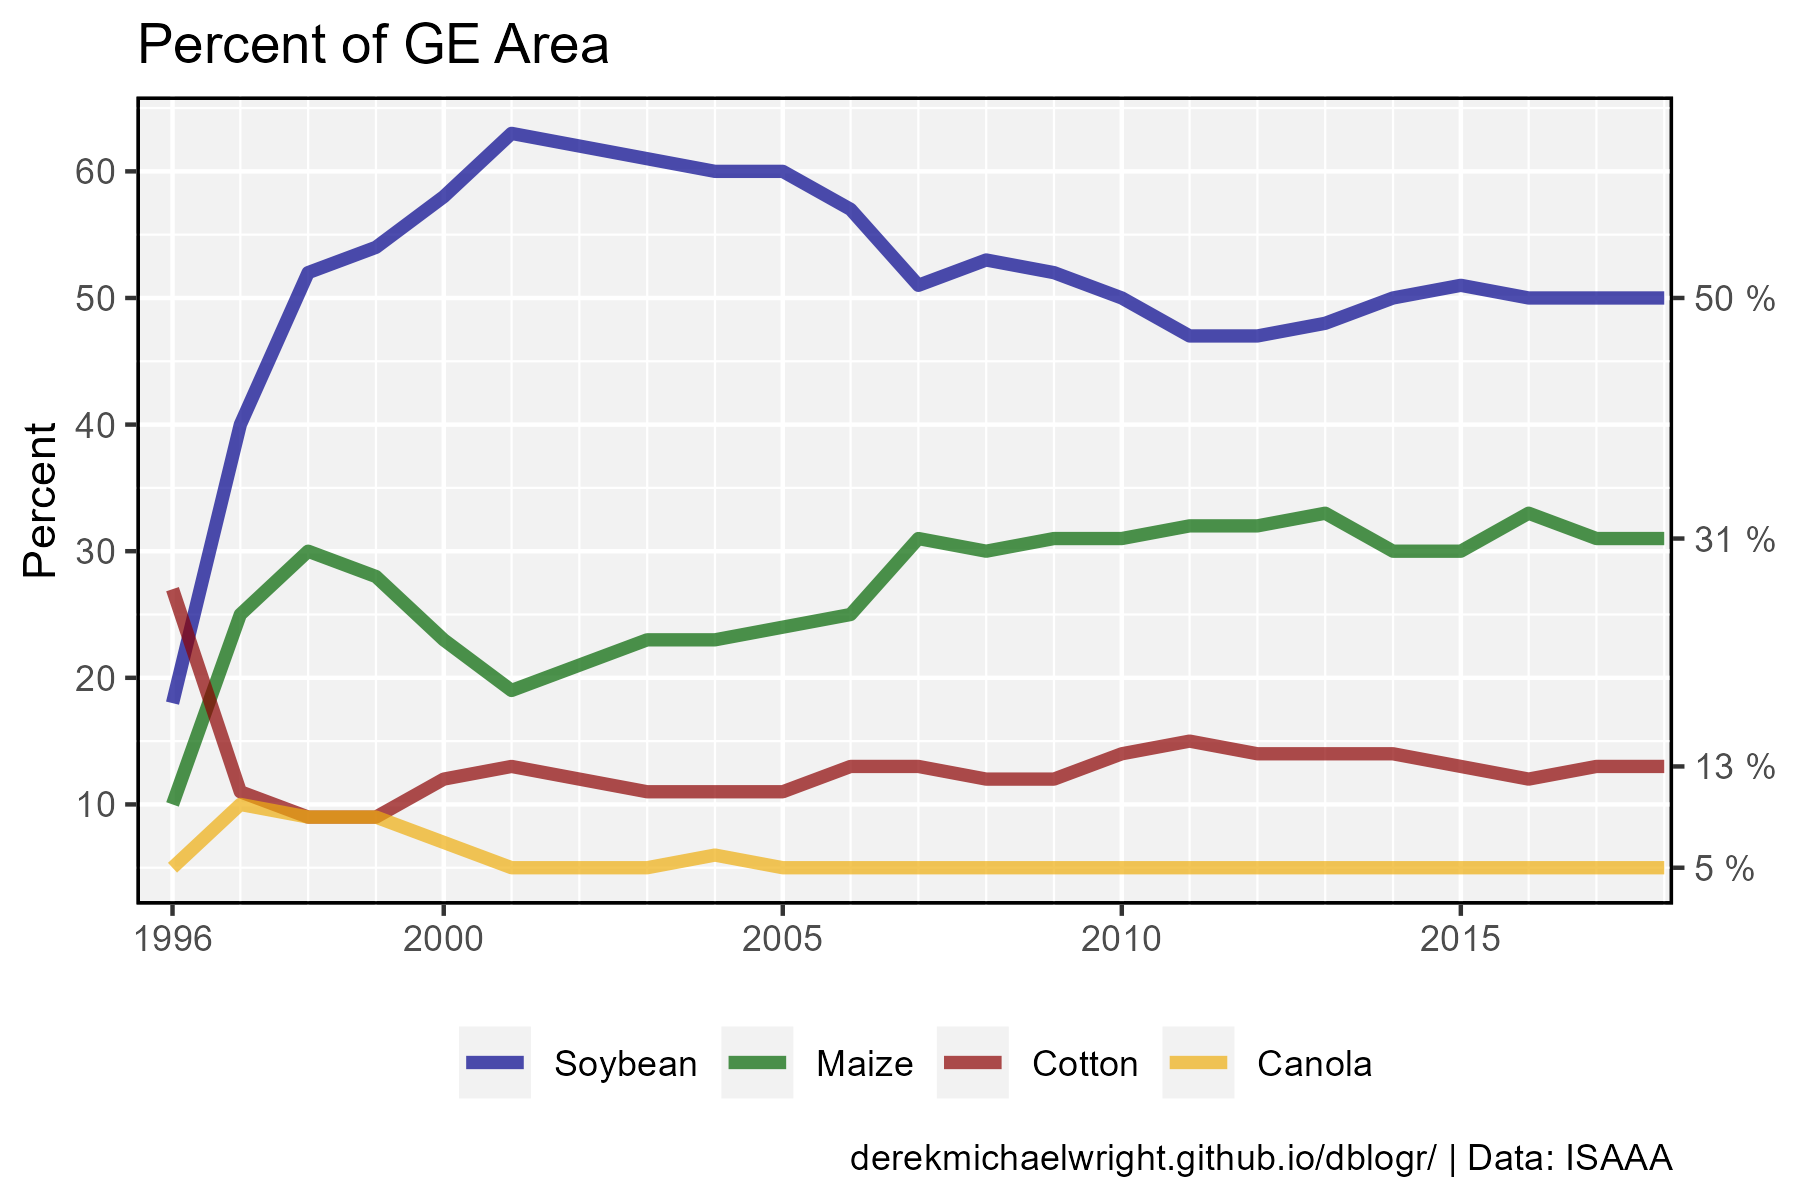 Percent of GE Area
Percent
60
50
40
30
20
10
50 %
31 %
13 %
5 %
1996 2000 2005 2010 2015
Soybean Maize Cotton Canola
derekmichaelwright.github.io/dblogr/ | Data: ISAAA